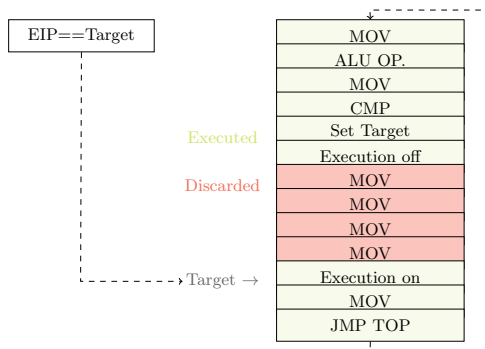 EIP==Target
MOV
ALU OP.
MOV
CMP
Set Target
Executed
Execution off
MOV
Discarded
MOV
MOV
MOV
Target →
Execution on
MOV
JMP TOP